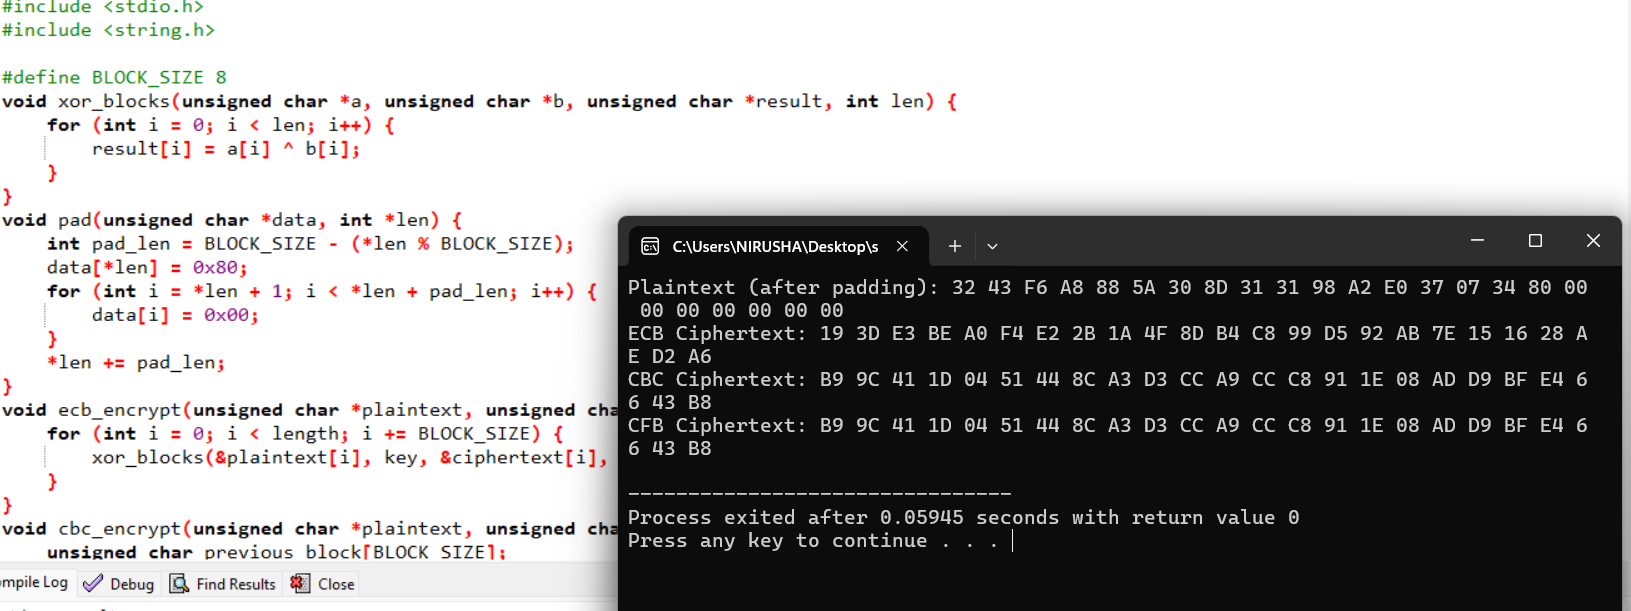 #include <stdio.h>
#include <string.h>
#define BLOCK_SIZE 8
void xor_blocks(unsigned char *a, unsigned char *b, unsigned char *result, int len) {
for (int i = 0; i < len; i++) {
result[i] = a[i] ^ b[i];
}
}
void pad(unsigned char *data, int *len) {
int pad_len = BLOCK_SIZE - (*len % BLOCK_SIZE);
data[*len] = 0x80;
for (int i = *len + 1; i < *len + pad_len; i++) {
data[i] = 0x00;
}
*len += pad_len;
}
void ecb_encrypt(unsigned char *plaintext, unsigned cha
for (int i = 0; i < length; i += BLOCK_SIZE) {
xor_blocks(&plaintext[i], key, &ciphertext[i],
}
}
void cbc_encrypt(unsigned char *plaintext, unsigned cha
unsigned char previous_block[BLOCK_SIZE];
mpile Log Debug Find Results Close
C:\Users\NIRUSHA\Desktop\s
Plaintext (after padding): 32 43 F6 A8 88 5A 30 8D 31 31 98 A2 E0 37 07 34 80 00
00 00 00 00 00 00
ECB Ciphertext: 19 3D E3 BE A0 F4 E2 2B 1A 4F 8D B4 C8 99 D5 92 AB 7E 15 16 28 A
E D2 A6
CBC Ciphertext: B9 9C 41 1D 04 51 44 8C A3 D3 CC A9 CC C8 91 1E 08 AD D9 BF E4 6
6 43 B8
CFB Ciphertext: B9 9C 41 1D 04 51 44 8C A3 D3 CC A9 CC C8 91 1E 08 AD D9 BF E4 6
6 43 B8
--------------------------------
Process exited after 0.05945 seconds with return value 0
Press any key to continue . . .